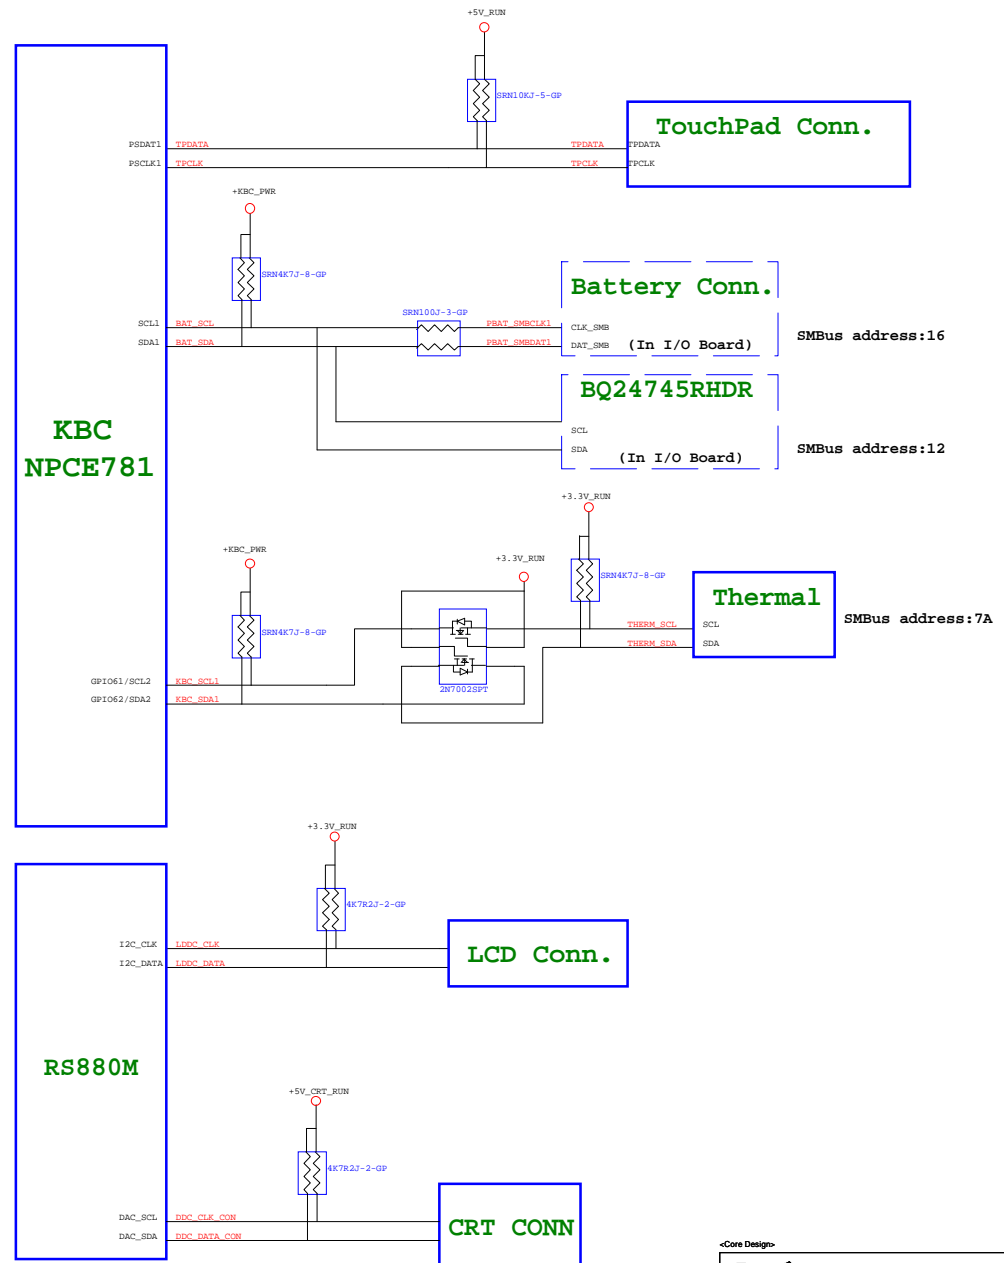 +5V_RUN
SRN10KJ-5-GP
TouchPad Conn.
PSDAT1 TPDATA TPDATA TPDATA
PSCLK1 TPCLK TPCLK TPCLK
+KBC_PWR
SRN4K7J-8-GP
Battery Conn.
SRN100J-3-GP
SCL1 BAT_SCL PBAT_SMBCLK1 CLK_SMB
SMBus address:16
SDA1 BAT_SDA PBAT_SMBDAT1 DAT_SMB (In I/O Board)
BQ24745RHDR
KBC
NPCE781
SCL
SDA
SMBus address:12
(In I/O Board)
+3.3V_RUN
+KBC_PWR
+3.3V_RUN
SRN4K7J-8-GP
Thermal
SMBus address:7A
SRN4K7J-8-GP
THERM_SCL SCL
THERM_SDA SDA
GPIO61/SCL2 KBC_SCL1
2N7002SPT
GPIO62/SDA2 KBC_SDA1
+3.3V_RUN
4K7R2J-2-GP
I2C_CLK LDDC_CLK
I2C_DATA LDDC_DATA
LCD Conn.
RS880M
+5V_CRT_RUN
4K7R2J-2-GP
DAC_SCL DDC_CLK_CON
DAC_SDA DDC_DATA_CON
CRT CONN
<Core Design>